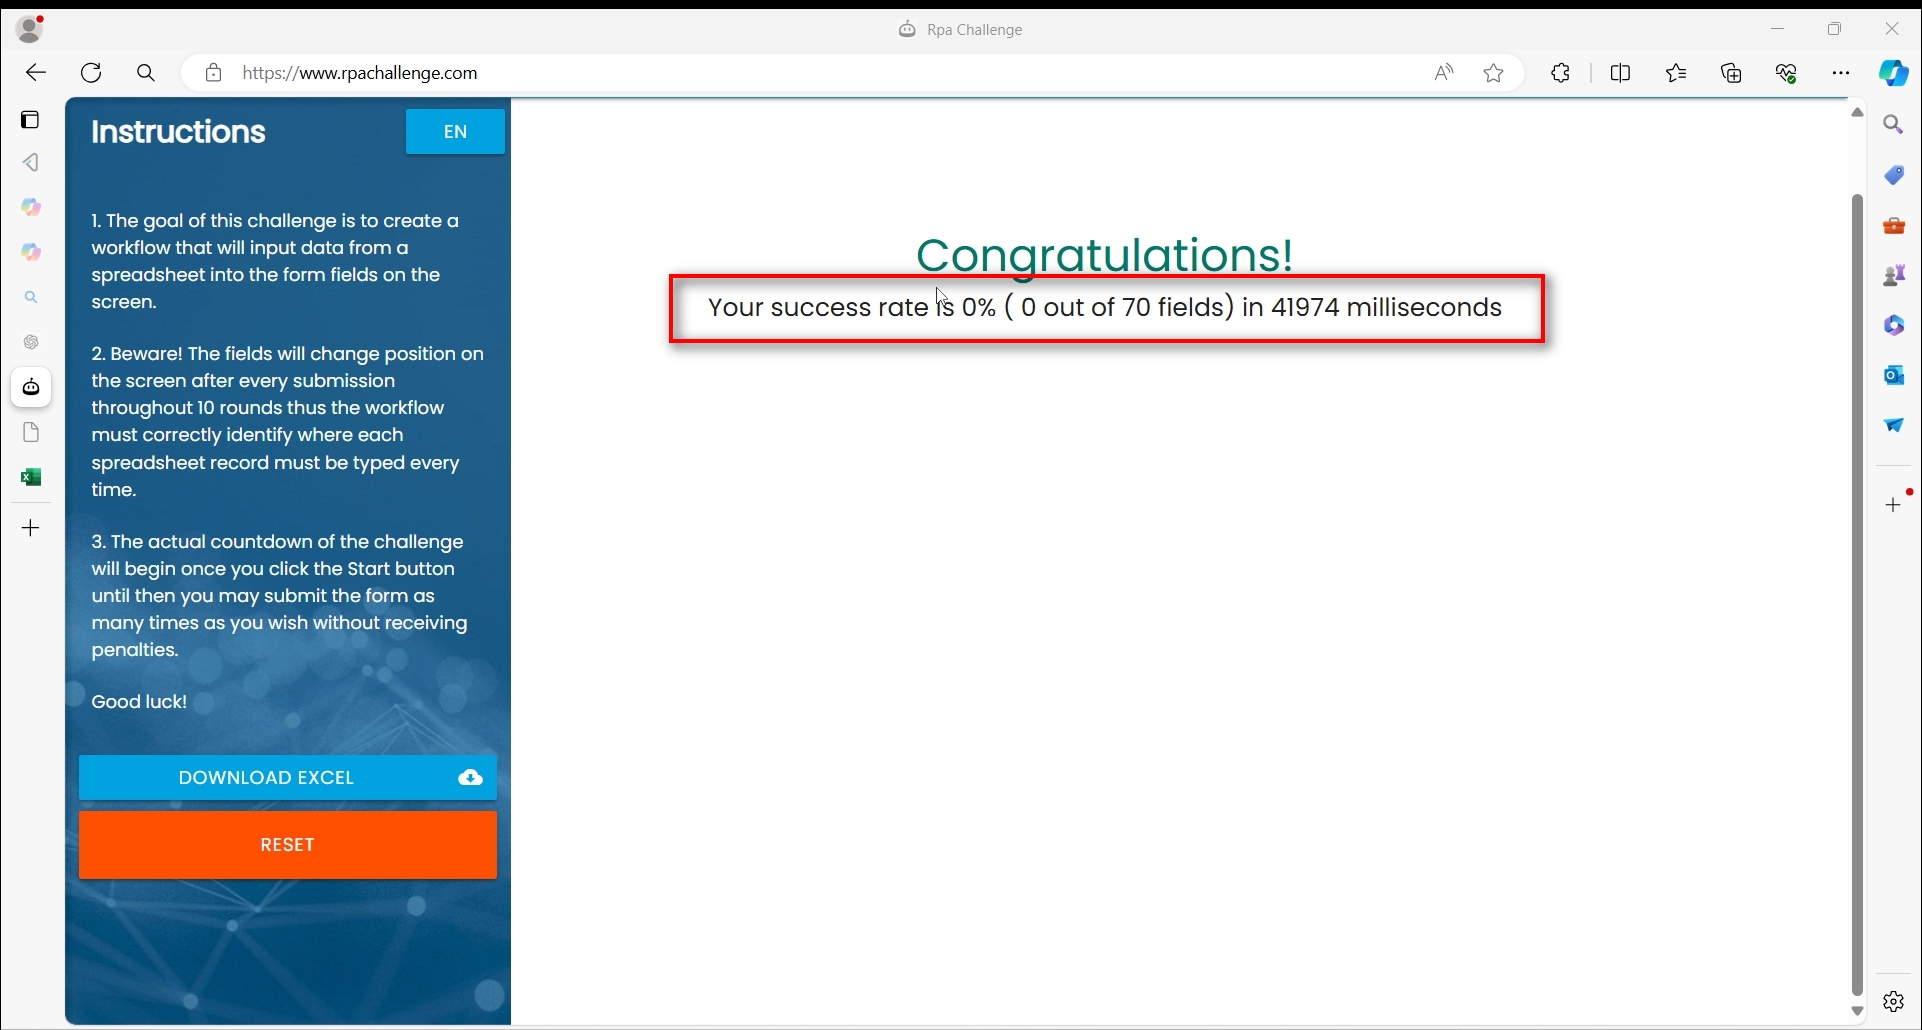 Rpa Challenge
https://www.rpachallenge.com
Instructions
EN
1. The goal of this challenge is to create a
workflow that will input data from a
spreadsheet into the form fields on the
screen.
2. Beware! The fields will change position on
the screen after every submission
throughout 10 rounds thus the workflow
must correctly identify where each
spreadsheet record must be typed every
time.
3. The actual countdown of the challenge
will begin once you click the Start button
until then you may submit the form as
many times as you wish without receiving
penalties.
Good luck!
DOWNLOAD EXCEL
RESET
Congratulations!
Your success rate is 0% ( 0 out of 70 fields) in 41974 milliseconds